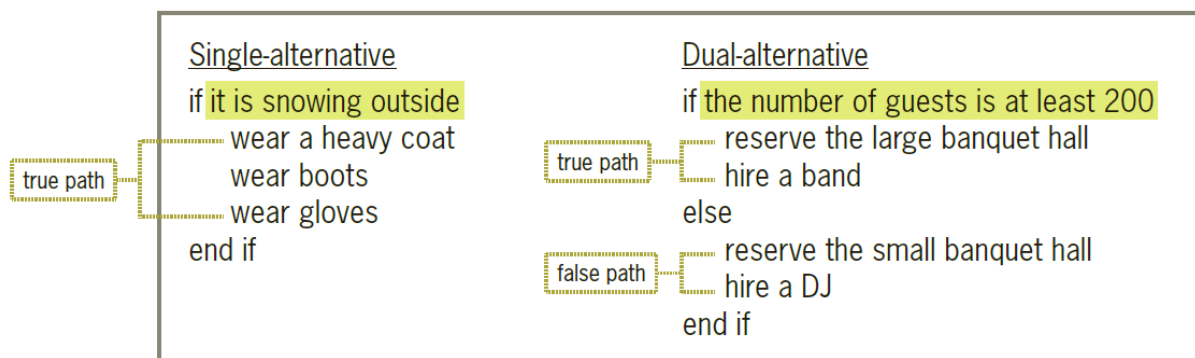 Single-alternative
if it is snowing outside
wear a heavy coat
wear boots
wear gloves
end if
true path
Dual-alternative
if the number of guests is at least 200
reserve the large banquet hall
hire a band
else
reserve the small banquet hall
hire a DJ
end if
true path
false path